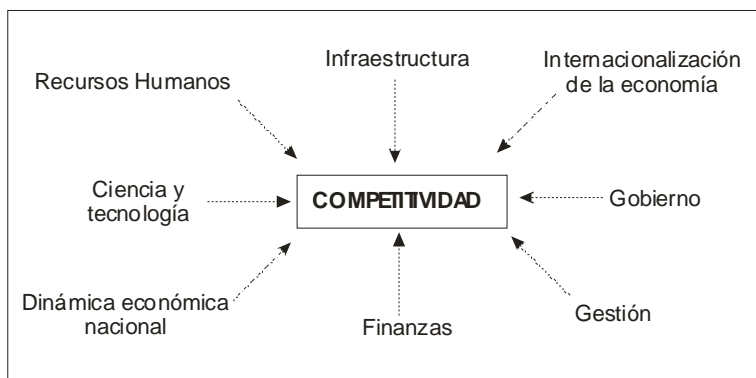 Infraestructura
Internacionalización
de la economía
Recursos Humanos
Ciencia y
tecnología
COMPETITIVIDAD
Gobierno
Dinámica económica
nacional
Finanzas
Gestión